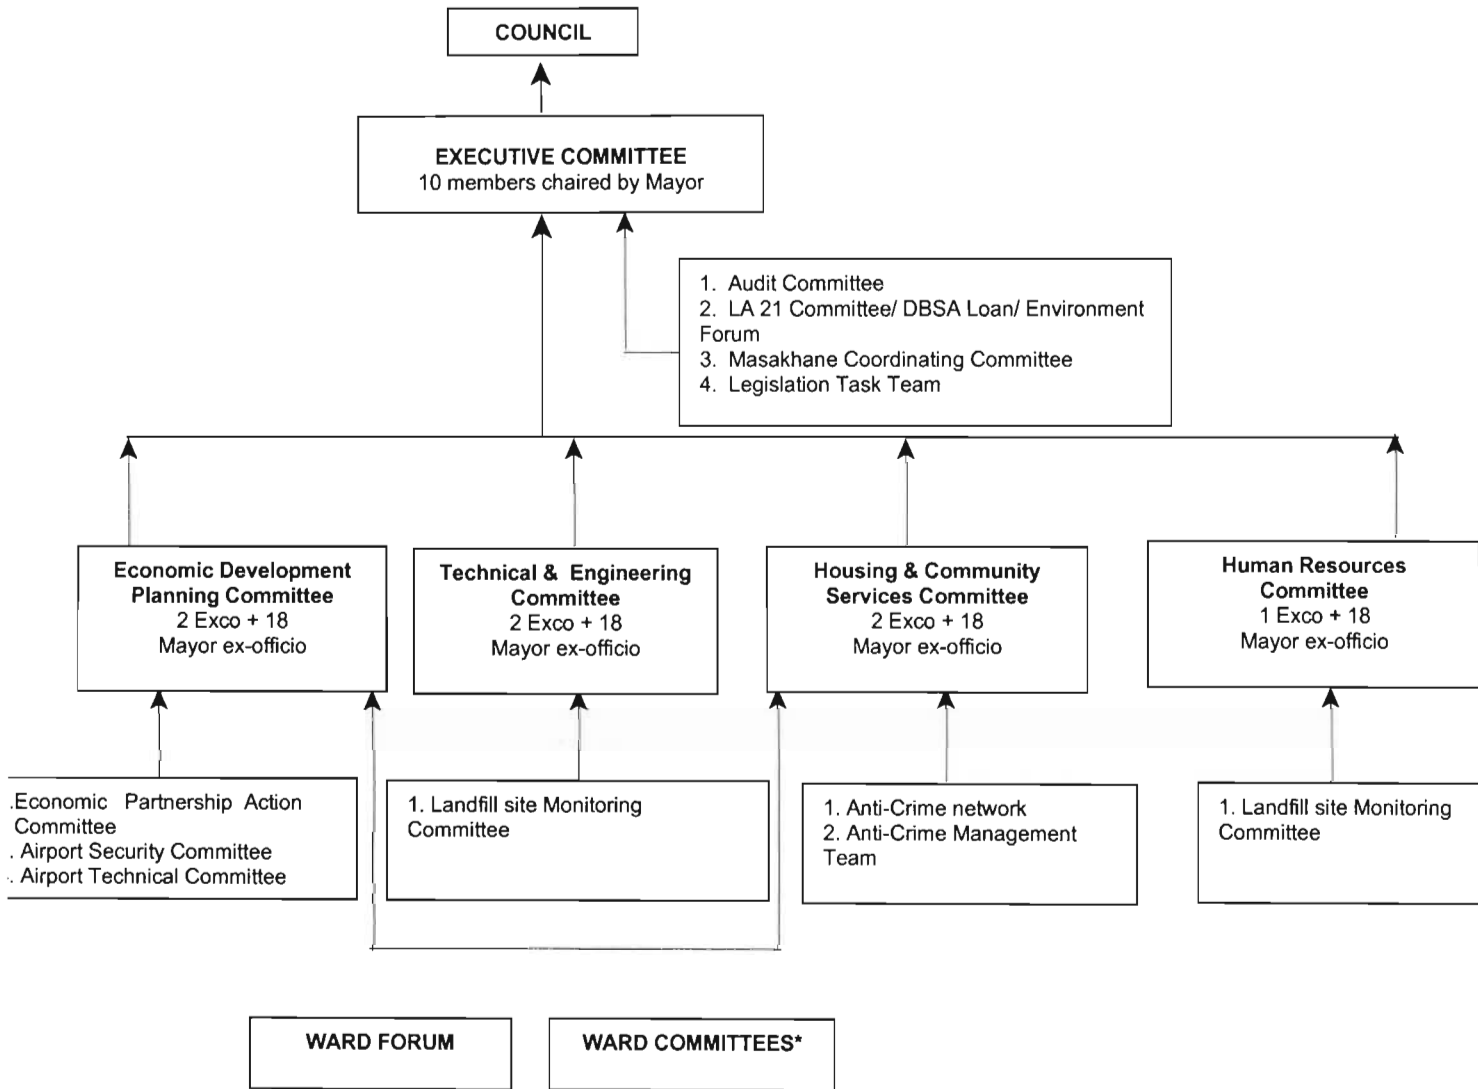 COUNCIL
EXECUTIVE COMMITTEE
10 members chaired by Mayor
1. Audit Committee
2. LA 21 Committee/ DBSA Loan/ Environment
Forum
3. Masakhane Coordinating Committee
4. Legislation Task Team
Economic Development
Planning Committee
2 Exco + 18
Mayor ex-officio
Technical & Engineering
Committee
2 Exco + 18
Mayor ex-officio
Housing & Community
Services Committee
2 Exco + 18
Mayor ex-officio
Human Resources
Committee
1 Exco + 18
Mayor ex-officio
.Economic Partnership Action
Committee
. Airport Security Committee
. Airport Technical Committee
1. Landfill site Monitoring
Committee
1. Anti-Crime network
2. Anti-Crime Management
Team
1. Landfill site Monitoring
Committee
WARD FORUM
WARD COMMITTEES*